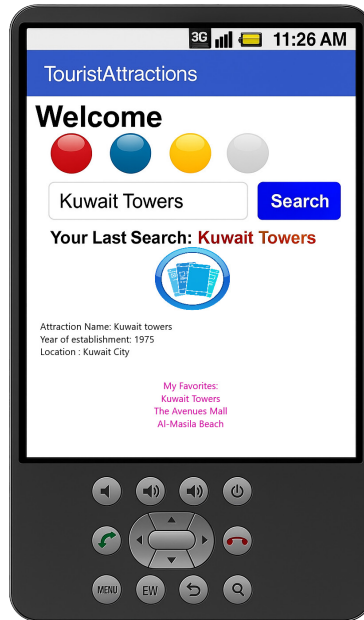 3G 11:26 AM
TouristAttractions
Welcome
Kuwait Towers Search
Your Last Search: Kuwait Towers
Attraction Name: Kuwait towers
Year of establishment: 1975
Location : Kuwait City
My Favorites:
Kuwait Towers
The Avenues Mall
Al-Masila Beach
MENU EW